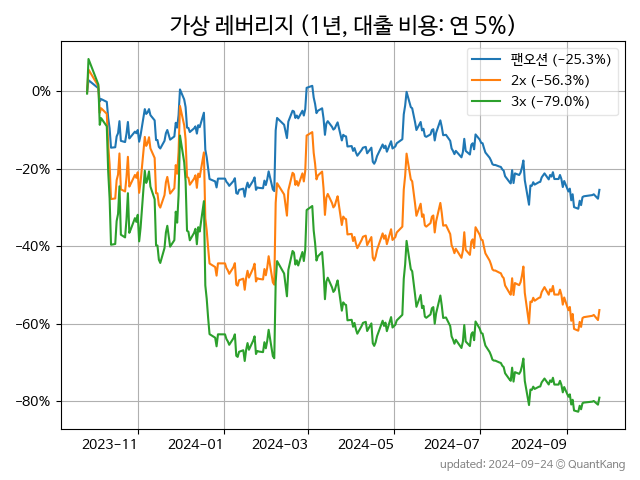 가상 레버리지 (1년, 대출 비용: 연 5%)
팬오션 (−25.3%)
2x (−56.3%)
3x (−79.0%)
0%
−20%
−40%
−60%
−80%
2023-11 2024-01 2024-03 2024-05 2024-07 2024-09
updated: 2024-09-24 © QuantKang